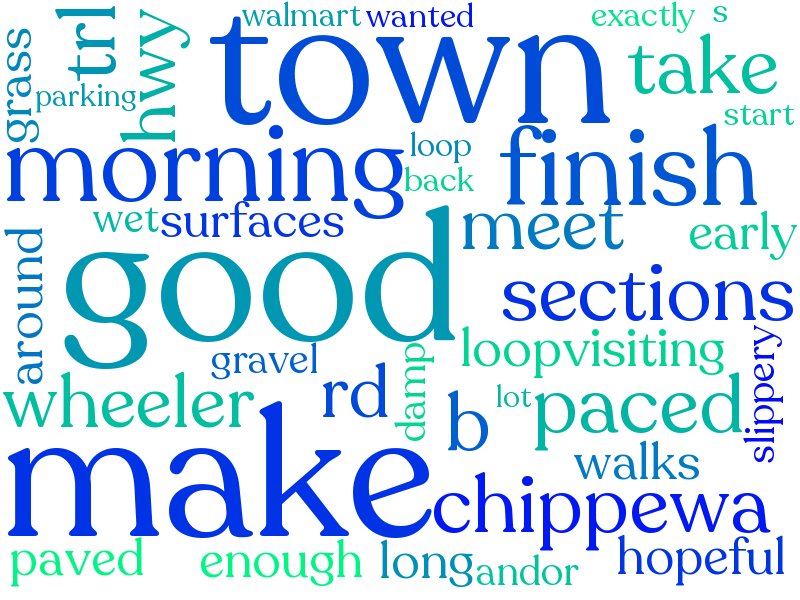 walmart
wanted
exactly
s
grass
trl
hwy
town
take
parking
start
morning
loop
finish
back
wet
surfaces
meet
early
around
good
sections
gravel
damp
loopvisiting
slippery
wheeler
rd
b
lot
paced
make
walks
chippewa
paved
enough
long
andor
hopeful